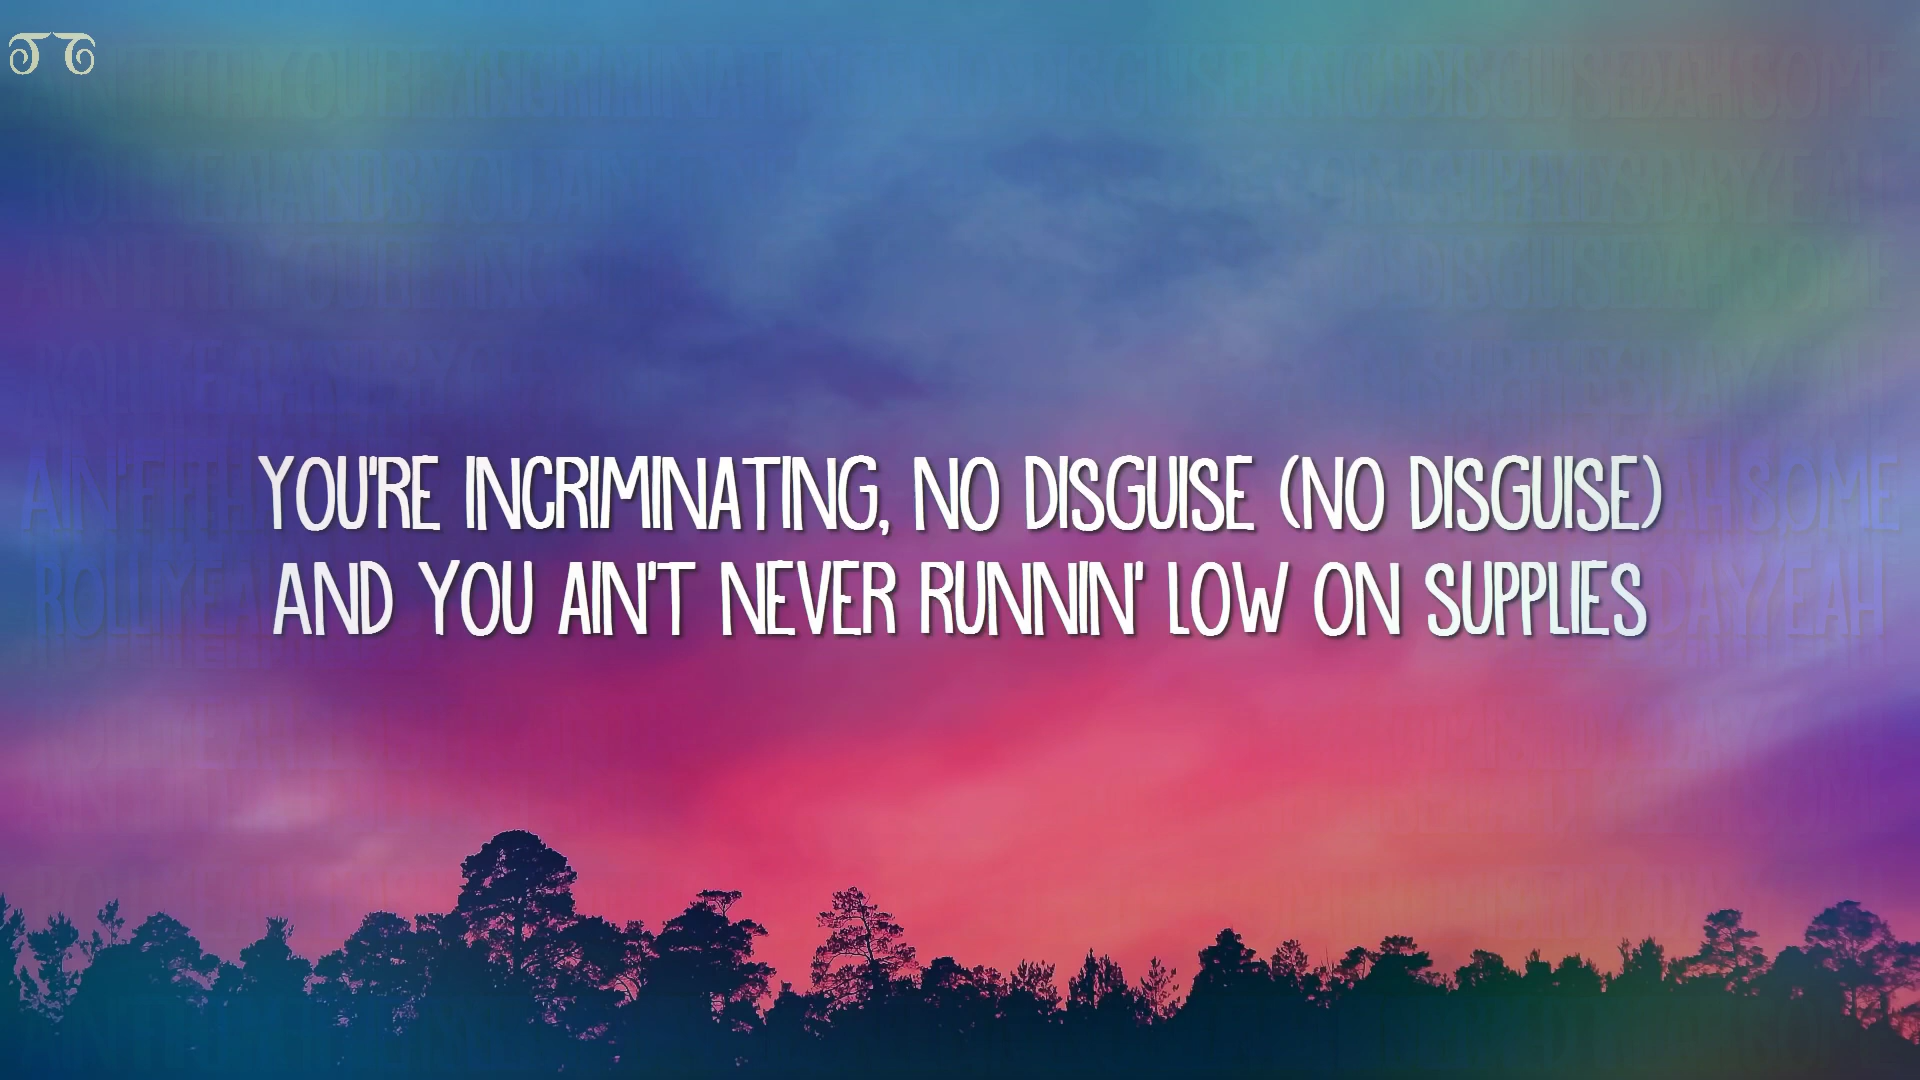 YOU'RE INCRIMINATING, NO DISGUISE (NO DISGUISE)
AND YOU AIN'T NEVER RUNNIN' LOW ON SUPPLIES